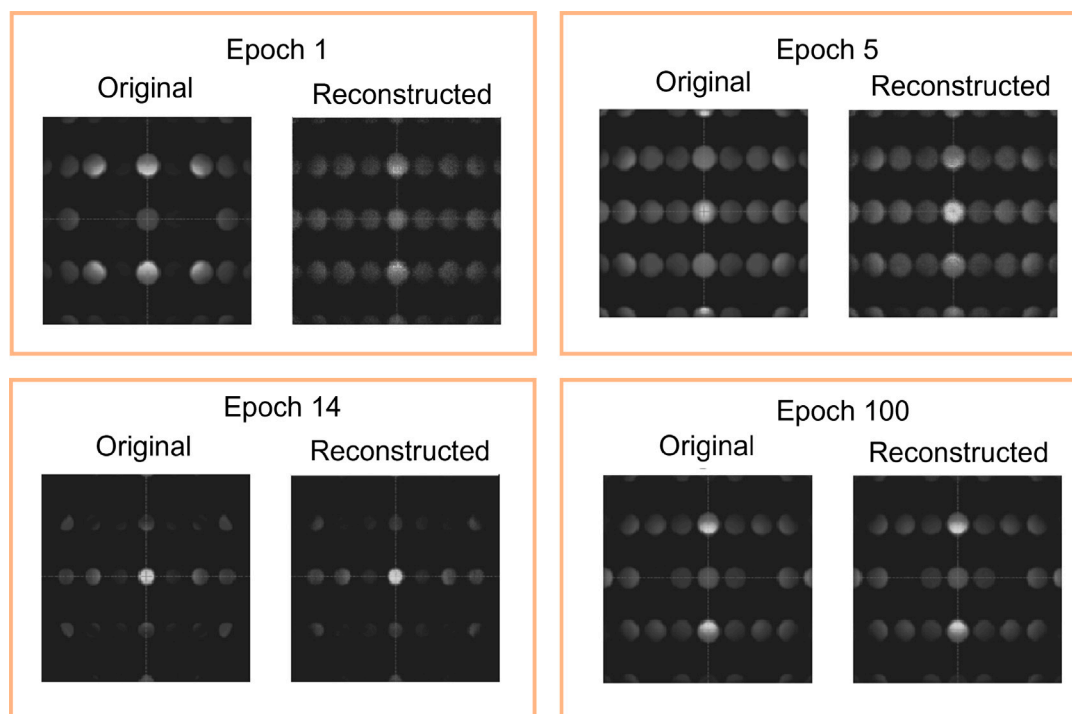 Epoch 1
Original
Reconstructed
Epoch 5
Original
Reconstructed
Epoch 14
Original
Reconstructed
Epoch 100
Original
Reconstructed